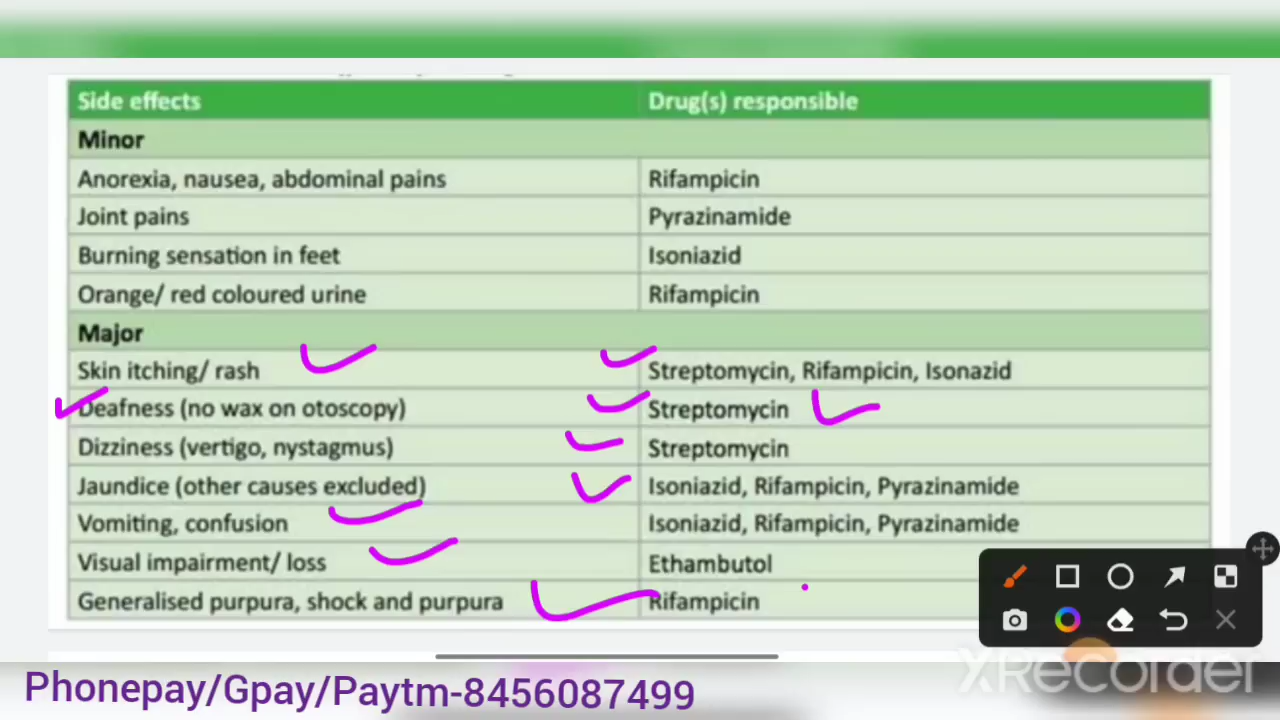 Side effects Drug(s) responsible
Minor
Anorexia, nausea, abdominal pains Rifampicin
Joint pains Pyrazinamide
Burning sensation in feet Isoniazid
Orange/ red coloured urine Rifampicin
Major
Skin itching/ rash Streptomycin, Rifampicin, Isonazid
Deafness (no wax on otoscopy) Streptomycin
Dizziness (vertigo, nystagmus) Streptomycin
Jaundice (other causes excluded) Isoniazid, Rifampicin, Pyrazinamide
Vomiting, confusion Isoniazid, Rifampicin, Pyrazinamide
Visual impairment/ loss Ethambutol
Generalised purpura, shock and purpura Rifampicin
XRecorder
Phonepay/Gpay/Paytm-8456087499